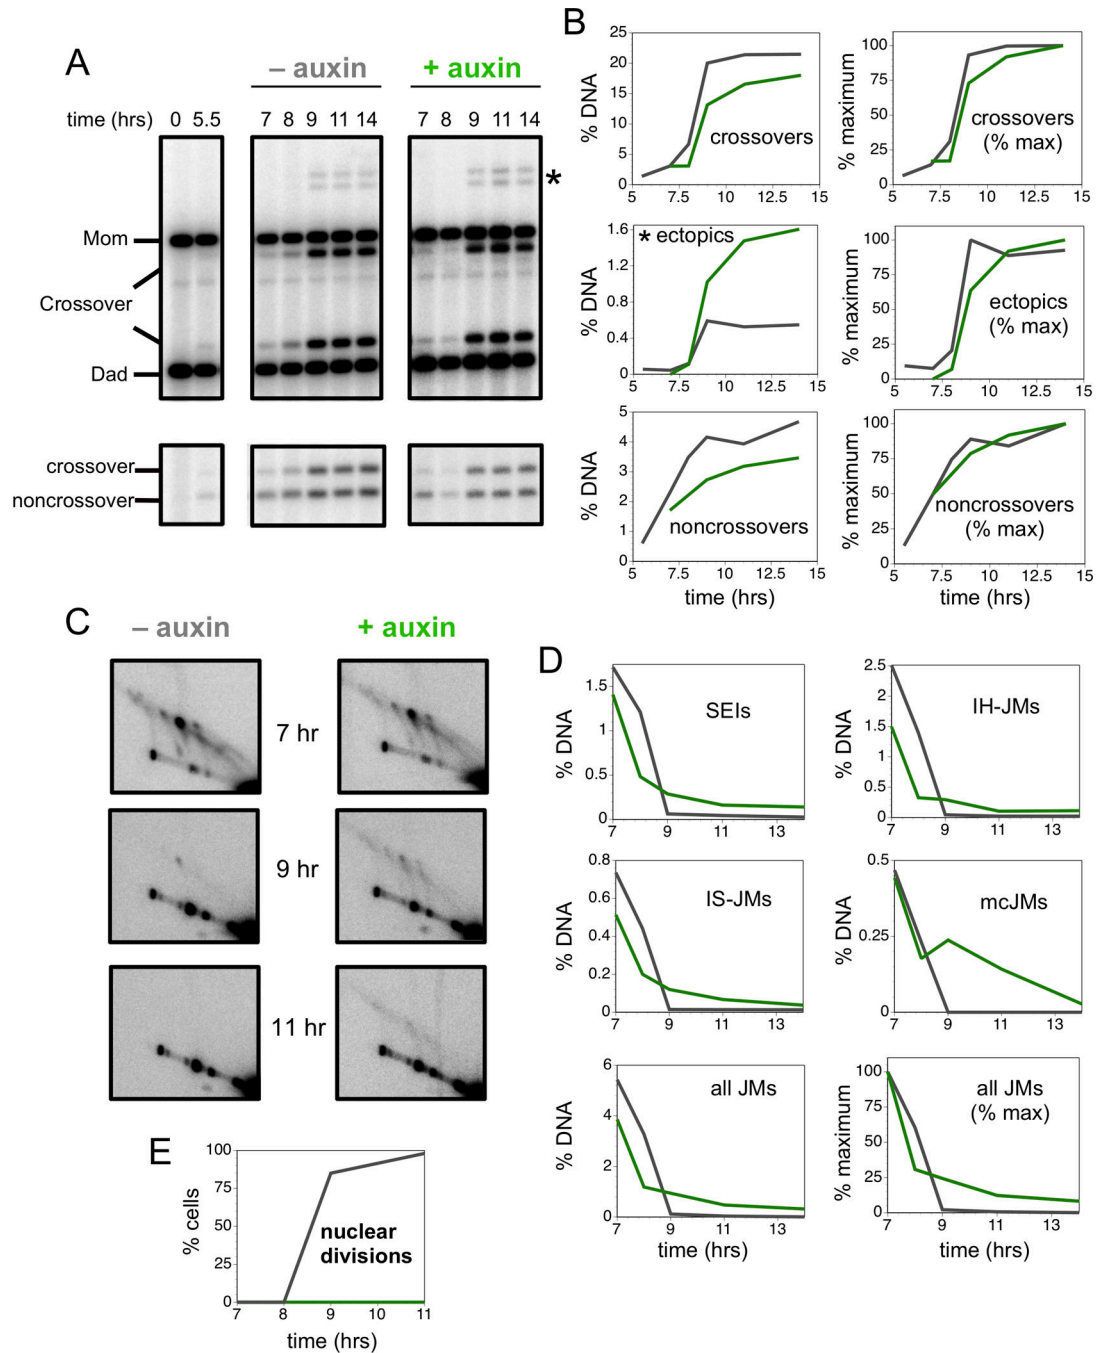 A
– auxin
+ auxin
time (hrs)
0 5.5
7 8 9 11 14
7 8 9 11 14
*
Mom
Crossover
Dad
crossover
noncrossover
B
% DNA
25
20
15
10
5
0
crossovers
5 7.5 10 12.5 15
% maximum
100
75
50
25
0
crossovers
(% max)
5 7.5 10 12.5 15
% DNA
1.6
1.2
0.8
0.4
0
* ectopics
5 7.5 10 12.5 15
% maximum
100
75
50
25
0
ectopics
(% max)
5 7.5 10 12.5 15
% DNA
5
4
3
2
1
0
noncrossovers
5 7.5 10 12.5 15
time (hrs)
% maximum
100
75
50
25
0
noncrossovers
(% max)
5 7.5 10 12.5 15
time (hrs)
C
– auxin
+ auxin
7 hr
9 hr
11 hr
D
% DNA
1.5
1
0.5
0
SEIs
7 9 11 13
% DNA
2.5
2
1.5
1
0.5
0
IH-JMs
7 9 11 13
% DNA
0.8
0.6
0.4
0.2
0
IS-JMs
7 9 11 13
% DNA
0.5
0.25
0
mcJMs
7 9 11 13
% DNA
6
4
2
0
all JMs
7 9 11 13
time (hrs)
% maximum
100
75
50
25
0
all JMs
(% max)
7 9 11 13
time (hrs)
E
% cells
100
75
50
25
0
nuclear
divisions
7 8 9 10 11
time (hrs)